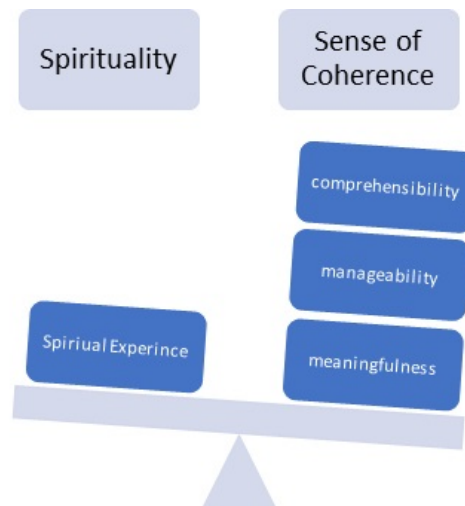 Spirituality
Sense of
Coherence
comprehensibility
manageability
Spiriual Experince
meaningfulness